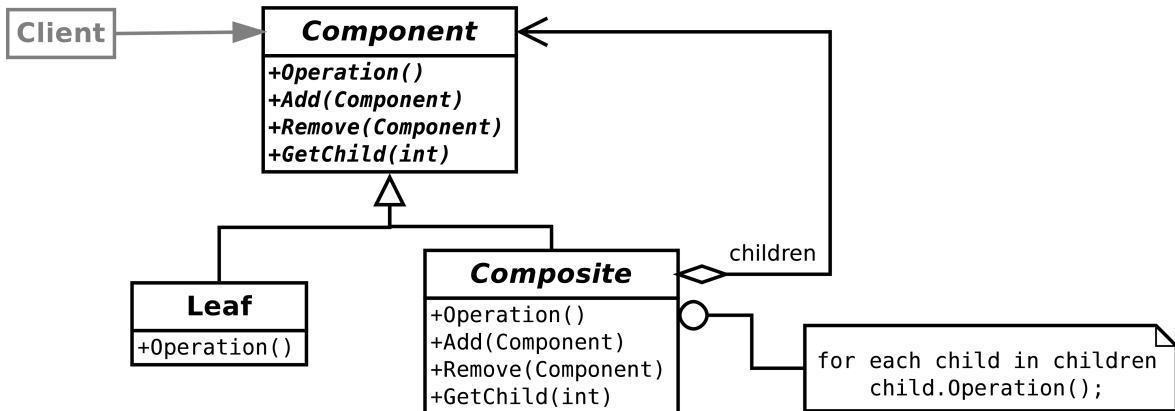 Client
Component
+Operation()
+Add(Component)
+Remove(Component)
+GetChild(int)
children
Leaf
+Operation()
Composite
+Operation()
+Add(Component)
+Remove(Component)
+GetChild(int)
for each child in children
child.Operation();